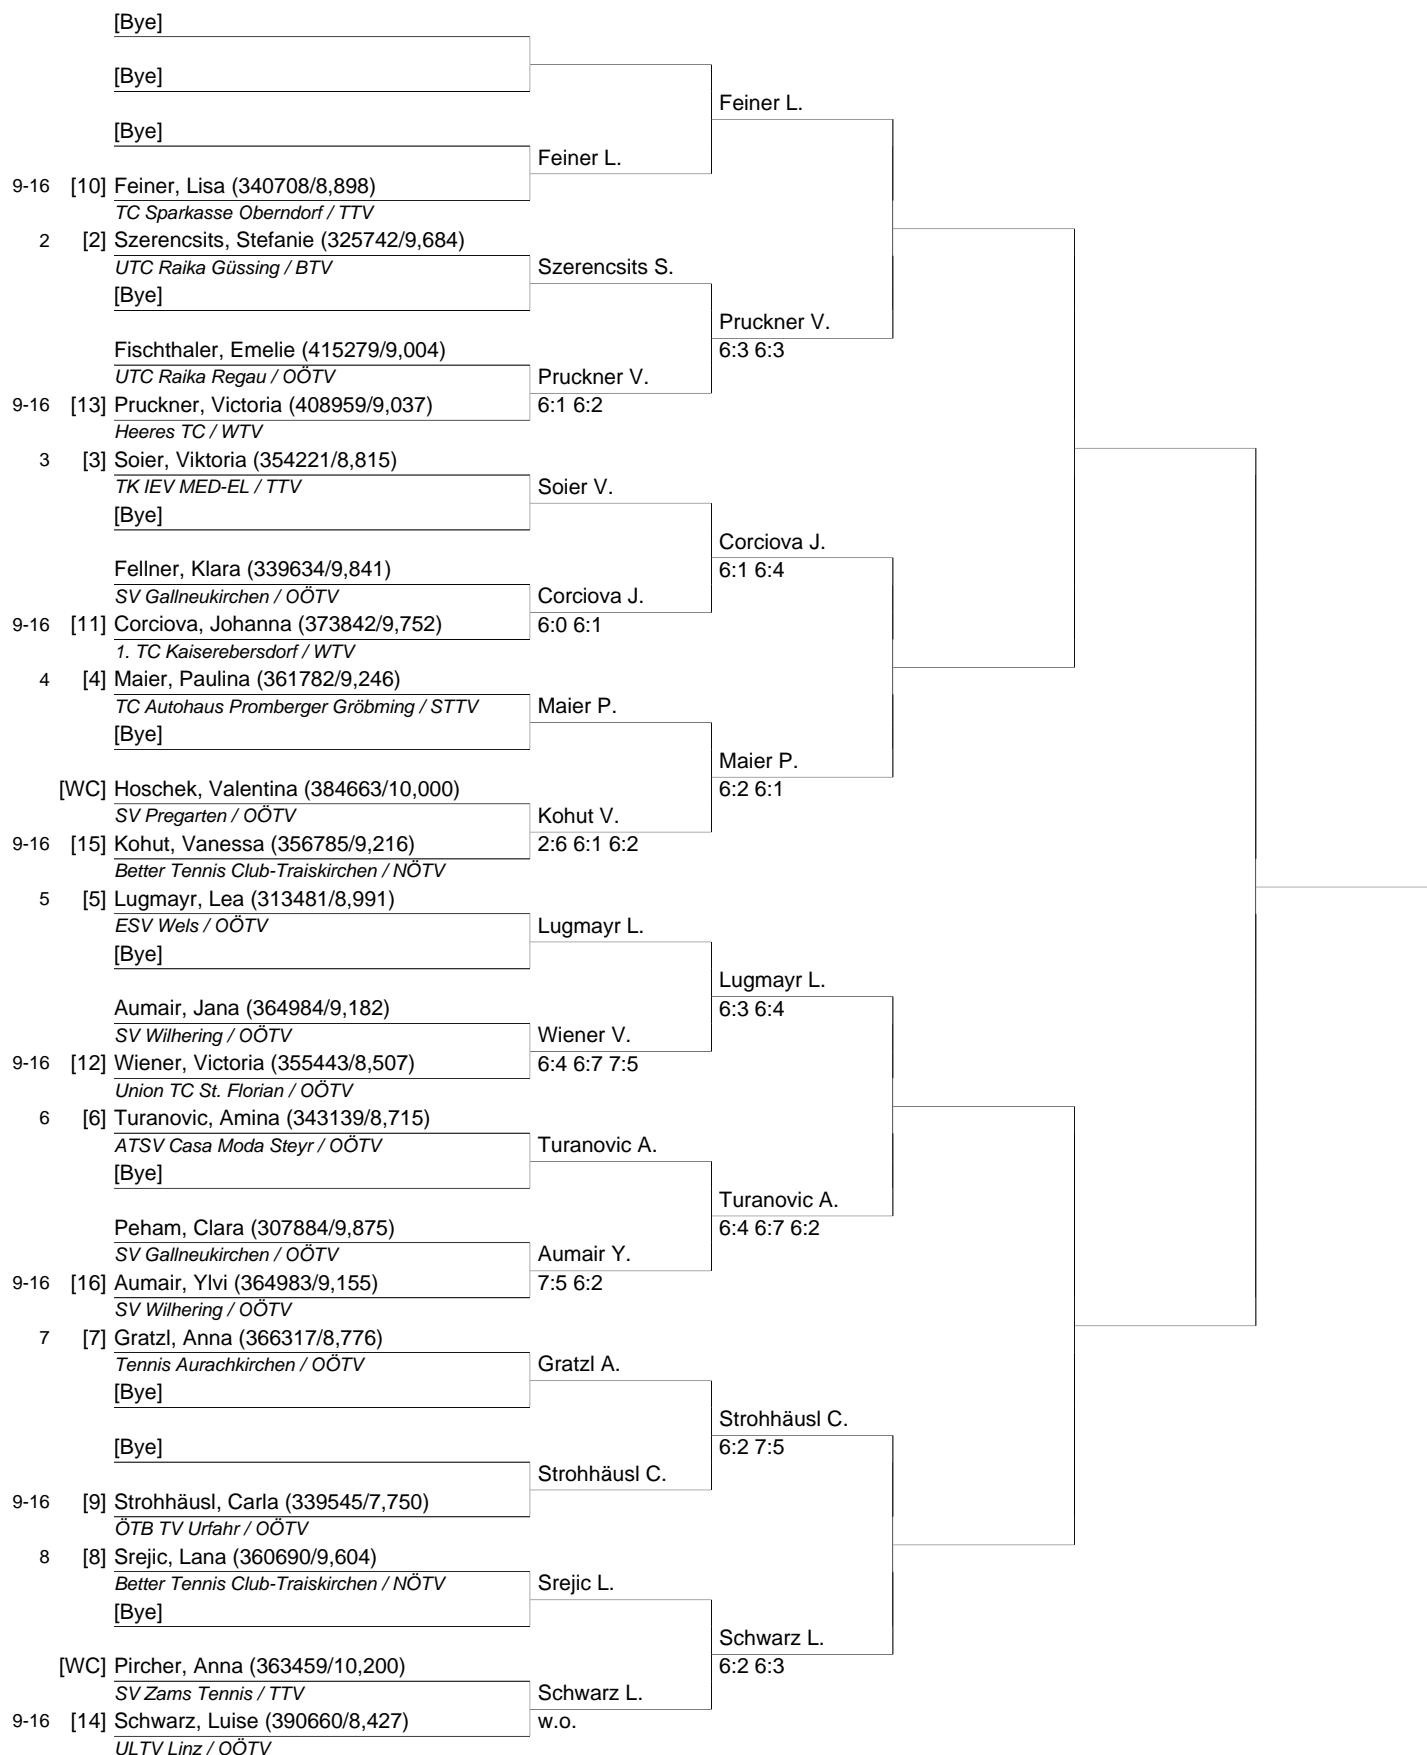 [Bye]
[Bye]
Feiner L.
[Bye]
Feiner L.
9-16 [10] Feiner, Lisa (340708/8,898)
TC Sparkasse Oberndorf / TTV
2 [2] Szerencsits, Stefanie (325742/9,684)
UTC Raika Güssing / BTV Szerencsits S.
[Bye]
Pruckner V.
Fischthaler, Emelie (415279/9,004) 6:3 6:3
UTC Raika Regau / OÖTV Pruckner V.
9-16 [13] Pruckner, Victoria (408959/9,037) 6:1 6:2
Heeres TC / WTV
3 [3] Soier, Viktoria (354221/8,815)
TK IEV MED-EL / TTV Soier V.
[Bye]
Corciova J.
Fellner, Klara (339634/9,841) 6:1 6:4
SV Gallneukirchen / OÖTV Corciova J.
9-16 [11] Corciova, Johanna (373842/9,752) 6:0 6:1
1. TC Kaiserebersdorf / WTV
4 [4] Maier, Paulina (361782/9,246)
TC Autohaus Promberger Gröbming / STTV Maier P.
[Bye]
Maier P.
[WC] Hoschek, Valentina (384663/10,000) 6:2 6:1
SV Pregarten / OÖTV Kohut V.
9-16 [15] Kohut, Vanessa (356785/9,216) 2:6 6:1 6:2
Better Tennis Club-Traiskirchen / NÖTV
5 [5] Lugmayr, Lea (313481/8,991)
ESV Wels / OÖTV Lugmayr L.
[Bye]
Lugmayr L.
Aumair, Jana (364984/9,182) 6:3 6:4
SV Wilhering / OÖTV Wiener V.
9-16 [12] Wiener, Victoria (355443/8,507) 6:4 6:7 7:5
Union TC St. Florian / OÖTV
6 [6] Turanovic, Amina (343139/8,715)
ATSV Casa Moda Steyr / OÖTV Turanovic A.
[Bye]
Turanovic A.
Peham, Clara (307884/9,875) 6:4 6:7 6:2
SV Gallneukirchen / OÖTV Aumair Y.
9-16 [16] Aumair, Ylvi (364983/9,155) 7:5 6:2
SV Wilhering / OÖTV
7 [7] Gratzl, Anna (366317/8,776)
Tennis Aurachkirchen / OÖTV Gratzl A.
[Bye]
Strohhäusl C.
[Bye] 6:2 7:5
Strohhäusl C.
9-16 [9] Strohhäusl, Carla (339545/7,750)
ÖTB TV Urfahr / OÖTV
8 [8] Srejic, Lana (360690/9,604)
Better Tennis Club-Traiskirchen / NÖTV Srejic L.
[Bye]
Schwarz L.
[WC] Pircher, Anna (363459/10,200) 6:2 6:3
SV Zams Tennis / TTV Schwarz L.
9-16 [14] Schwarz, Luise (390660/8,427) w.o.
ULTV Linz / OÖTV